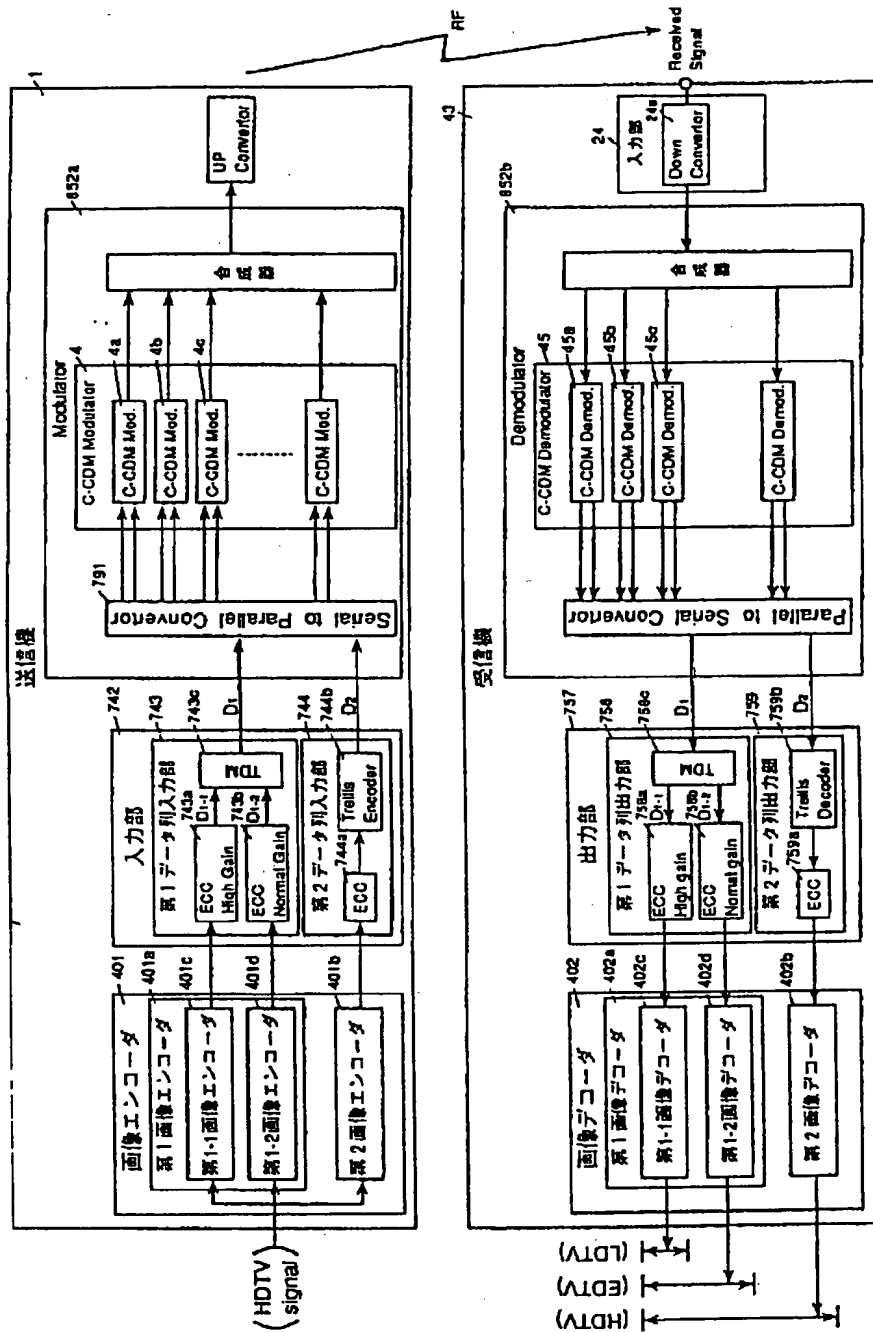 送信機
1
(HDTV signal)
画像エンコーダ
401
第1画像エンコーダ
401a
第1-1画像エンコーダ
401c
第1-2画像エンコーダ
401d
第2画像エンコーダ
401b
入力部
742
第1データ列入力部
743
ECC
High Gain
743a
D1-1
ECC
Normal Gain
743b
D1-2
TDM
743c
第2データ列入力部
744
ECC
744a
Trellis
Encoder
744b
D1
D2
Modulator
852a
Serial to Parallel Convertor
791
C-CDM Modulator
4
C-CDM Mod.
4a
C-CDM Mod.
4b
C-CDM Mod.
4c
C-CDM Mod.
合成器
UP
Convertor
RF
受信機
43
Received
Signal
入力部
24
Down
Convertor
24a
Demodulator
852b
合成器
C-CDM Demodulator
45
C-CDM Demod.
45a
C-CDM Demod.
45b
C-CDM Demod.
45c
C-CDM Demod.
Parallel to Serial Convertor
D1
D2
出力部
757
第1データ列出力部
758
TDM
758c
ECC
High gain
758a
D1-1
ECC
Normal gain
758b
D1-2
第2データ列出力部
759
Trellis
Decoder
759b
ECC
759a
画像デコーダ
402
第1画像デコーダ
402a
第1-1画像デコーダ
402c
第1-2画像デコーダ
402d
第2画像デコーダ
402b
(LDTV)
(EDTV)
(HDTV)